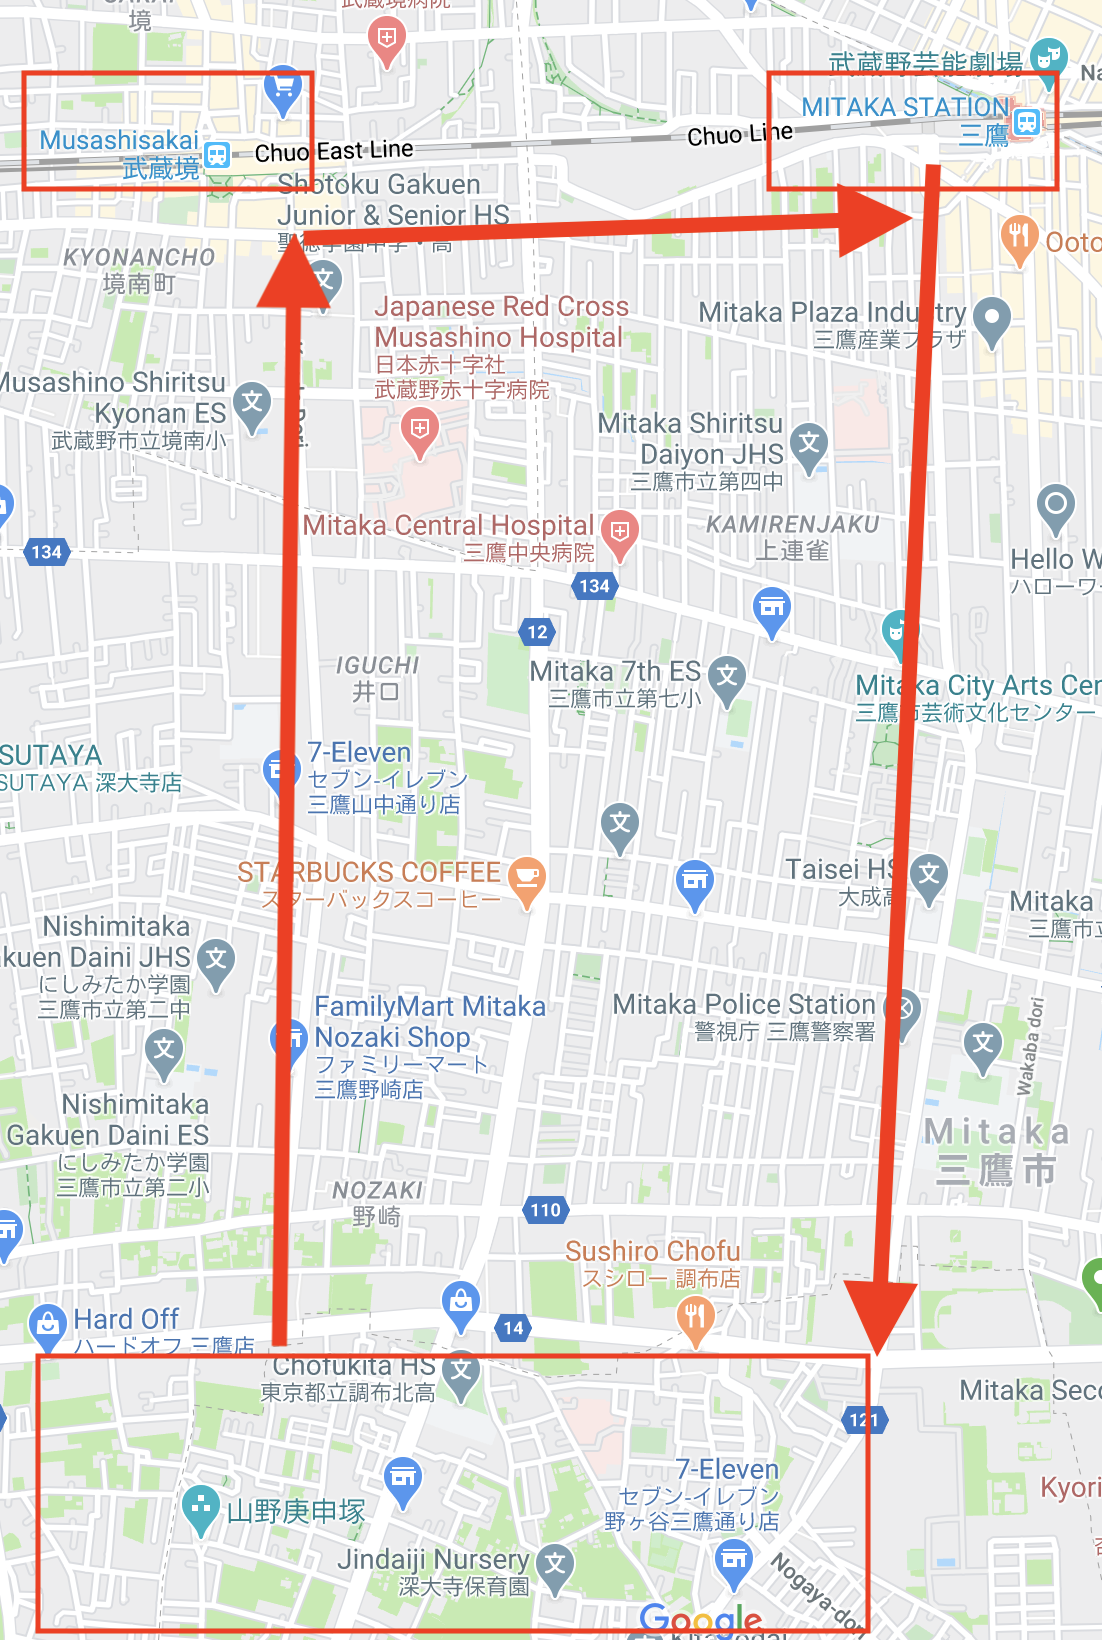 武蔵境病院
境
武蔵野芸能劇場
Na
MITAKA STATION
三鷹
Musashisakai
武蔵境
Chuo East Line
Chuo Line
Shotoku Gakuen
Junior & Senior HS
聖徳学園中学・高
KYONANCHO
境南町
Ooto
Japanese Red Cross
Musashino Hospital
日本赤十字社
武蔵野赤十字病院
Mitaka Plaza Industry
三鷹産業プラザ
Musashino Shiritsu
Kyonan ES
武蔵野市立境南小
Mitaka Shiritsu
Daiyon JHS
三鷹市立第四中
Mitaka Central Hospital
三鷹中央病院
KAMIRENJAKU
上連雀
Hello W
ハローワー
134
134
12
IGUCHI
井口
Mitaka 7th ES
三鷹市立第七小
Mitaka City Arts Cer
三鷹市芸術文化センター
SUTAYA
SUTAYA 深大寺店
7-Eleven
セブン-イレブン
三鷹山中通り店
STARBUCKS COFFEE
スターバックスコーヒー
Taisei HS
大成高
Mitaka
三鷹市立
Nishimitaka
kuen Daini JHS
にしみたか学園
三鷹市立第二中
FamilyMart Mitaka
Nozaki Shop
ファミリーマート
三鷹野崎店
Mitaka Police Station
警視庁 三鷹警察署
Wakaba dori
Nishimitaka
Gakuen Daini ES
にしみたか学園
三鷹市立第二小
Mitaka
三鷹市
NOZAKI
野崎
110
Sushiro Chofu
スシロー 調布店
Hard Off
ハードオフ 三鷹店
14
Chofukita HS
東京都立調布北高
Mitaka Seco
121
7-Eleven
セブン-イレブン
野ヶ谷三鷹通り店
Kyori
山野庚申塚
Jindaiji Nursery
深大寺保育園
Nogaya-dori
Google